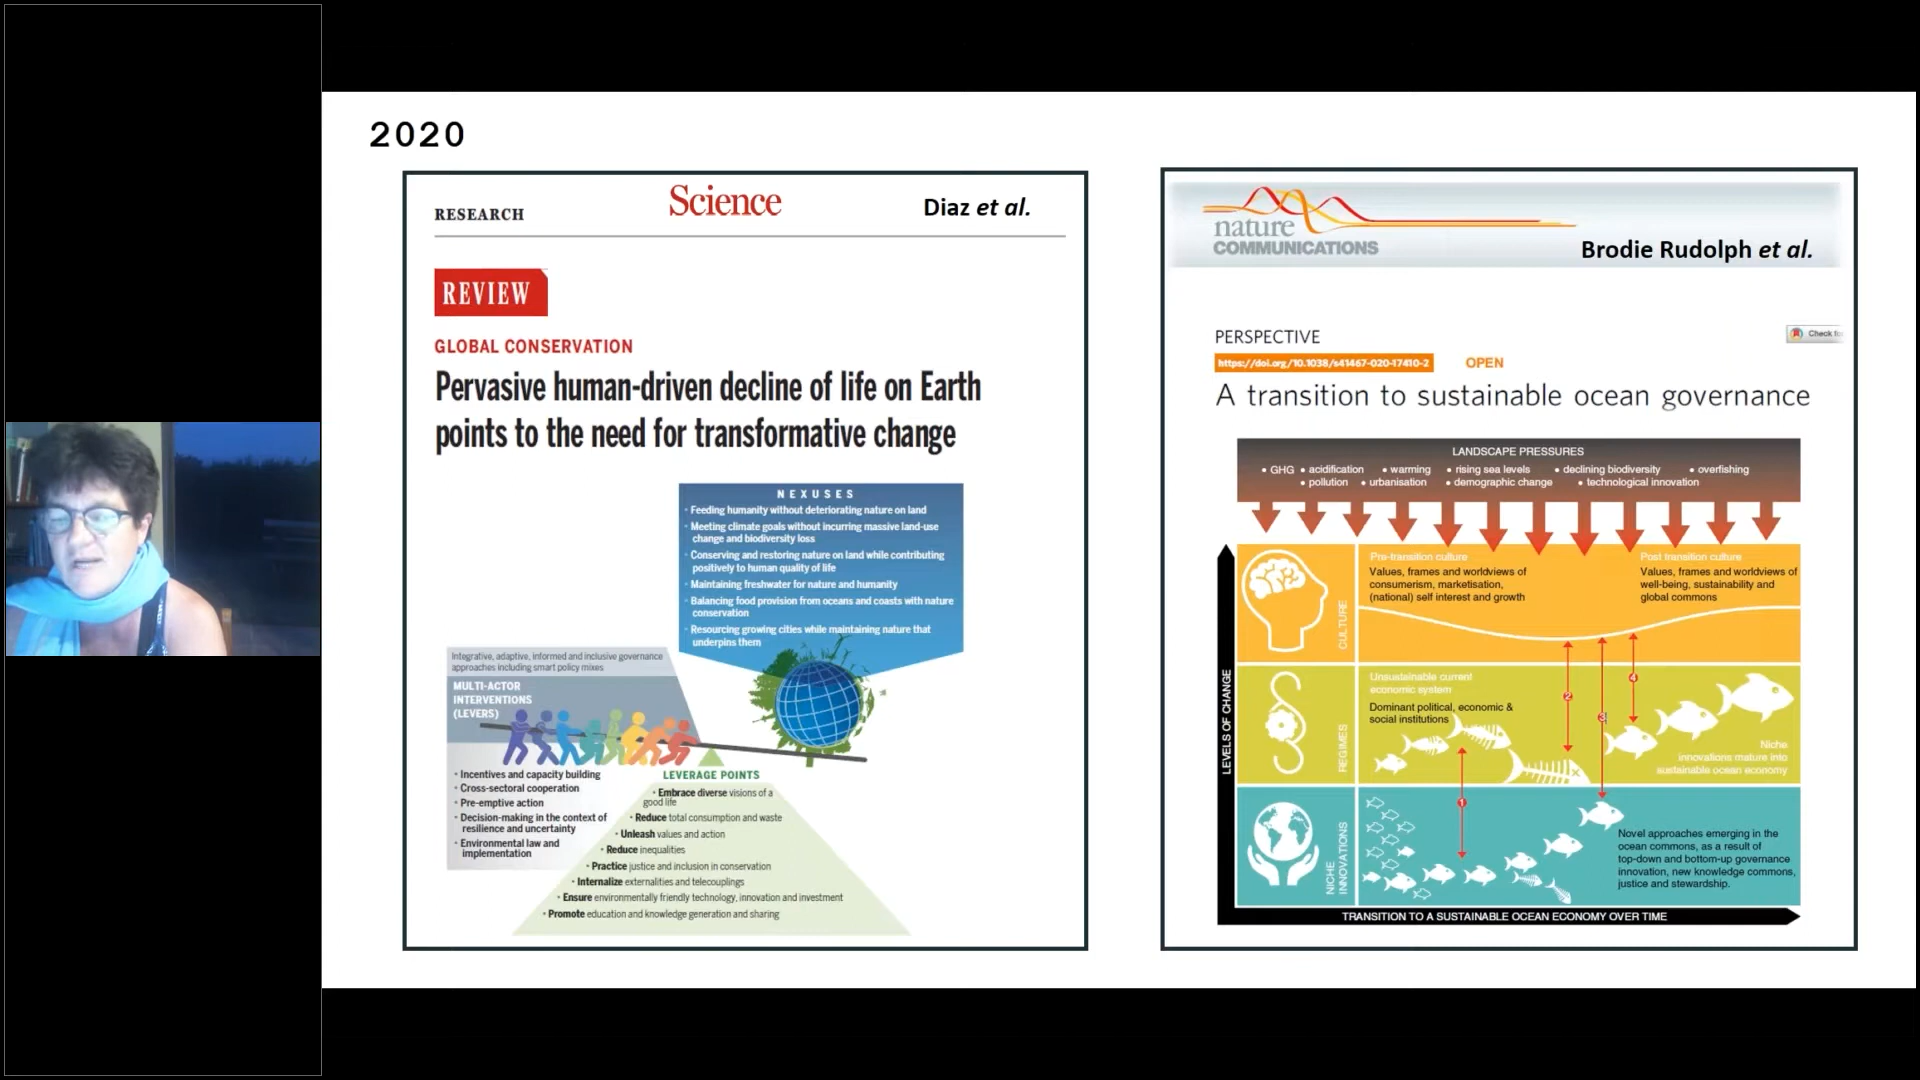 2020
RESEARCH
Science
Diaz et al.
REVIEW
GLOBAL CONSERVATION
Pervasive human-driven decline of life on Earth
points to the need for transformative change
NEXUSES
· Feeding humanity without deteriorating nature on land
· Meeting climate goals without incurring massive land-use
change and biodiversity loss
· Conserving and restoring nature on land while contributing
positively to human quality of life
· Maintaining freshwater for nature and humanity
· Balancing food provision from oceans and coasts with nature
conservation
· Resourcing growing cities while maintaining nature that
underpins them
Integrative, adaptive, informed and inclusive governance
approaches including smart policy mixes
MULTI-ACTOR
INTERVENTIONS
(LEVERS)
· Incentives and capacity building
· Cross-sectoral cooperation
· Pre-emptive action
· Decision-making in the context of
resilience and uncertainty
· Environmental law and
implementation
LEVERAGE POINTS
· Embrace diverse visions of a
good life
· Reduce total consumption and waste
· Unleash values and action
· Reduce inequalities
· Practice justice and inclusion in conservation
· Internalize externalities and telecouplings
· Ensure environmentally friendly technology, innovation and investment
· Promote education and knowledge generation and sharing
nature
COMMUNICATIONS
Brodie Rudolph et al.
PERSPECTIVE
Check for
https://doi.org/10.1038/s41467-020-17410-2
OPEN
A transition to sustainable ocean governance
LANDSCAPE PRESSURES
• GHG • acidification • warming • rising sea levels • declining biodiversity • overfishing
• pollution • urbanisation • demographic change • technological innovation
LEVELS OF CHANGE
CULTURE
Pre-transition culture
Values, frames and worldviews of
consumerism, marketisation,
(national) self interest and growth
Post transition culture
Values, frames and worldviews of
well-being, sustainability and
global commons
REGIMES
Unsustainable current
economic system
Dominant political, economic &
social institutions
2
3
4
1
Niche
innovations mature into
sustainable ocean economy
NICHE
INNOVATIONS
Novel approaches emerging in the
ocean commons, as a result of
top-down and bottom-up governance
innovation, new knowledge commons,
justice and stewardship.
TRANSITION TO A SUSTAINABLE OCEAN ECONOMY OVER TIME